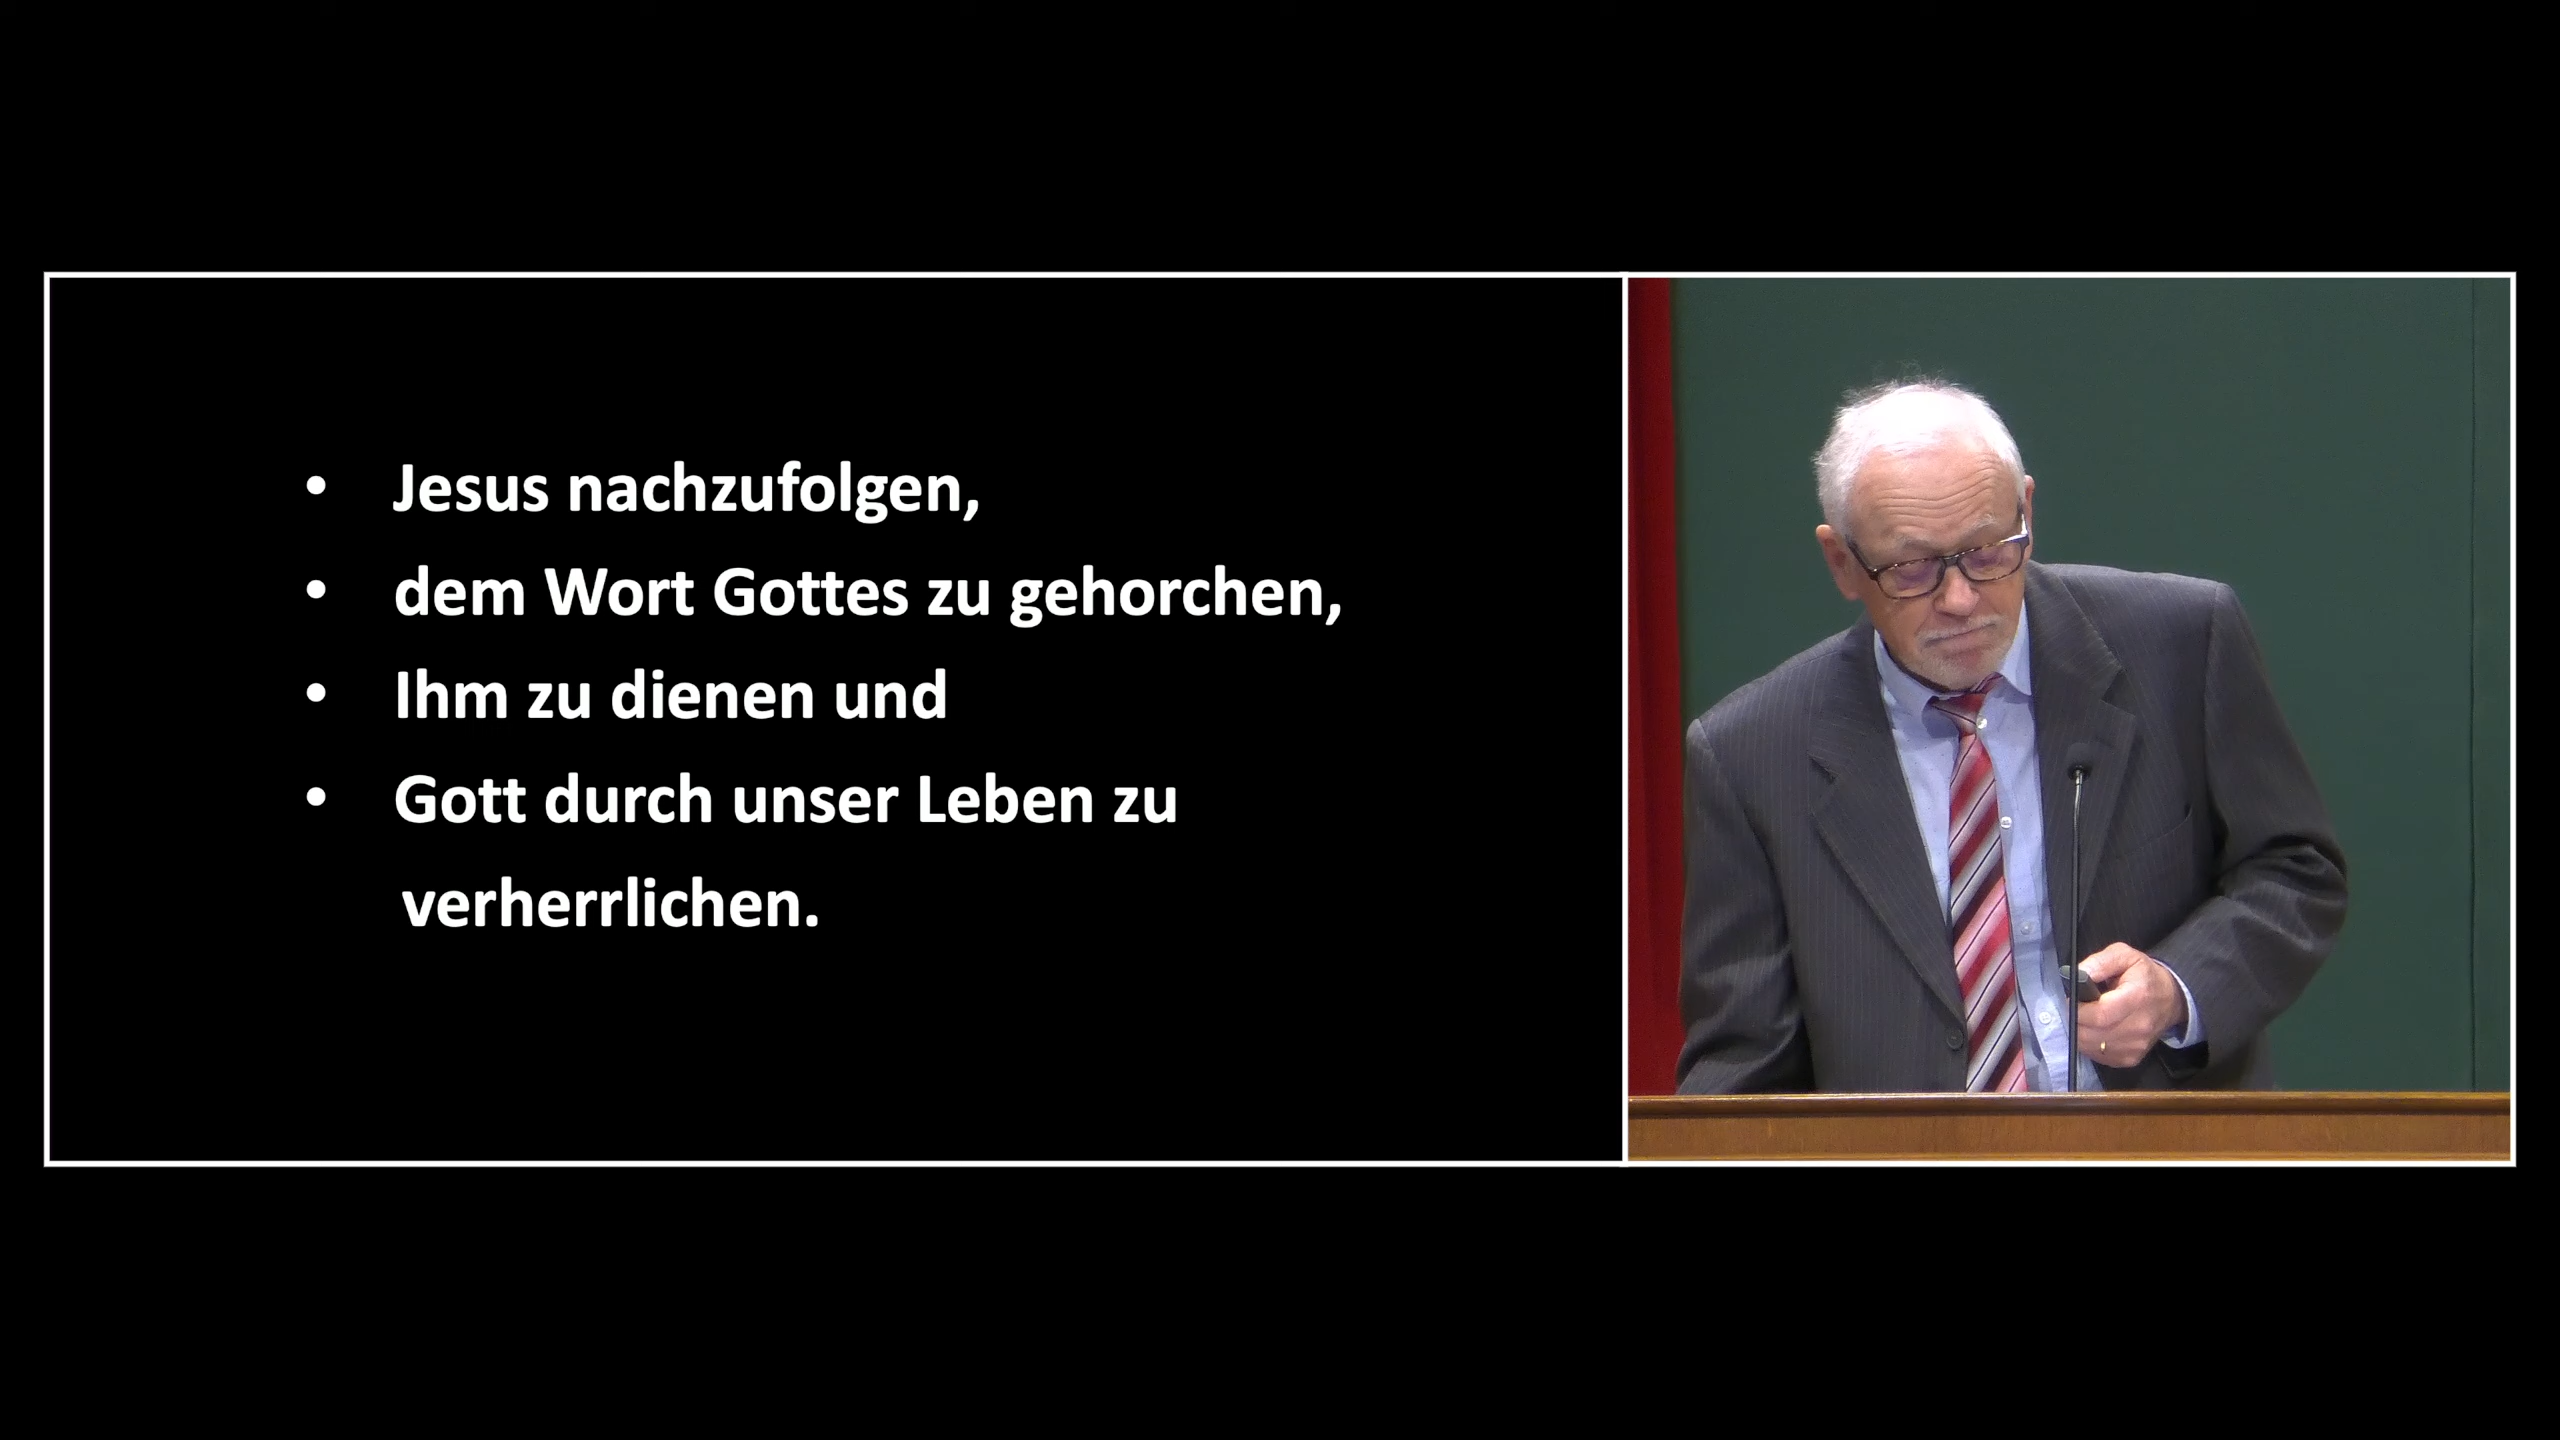 • Jesus nachzufolgen,
• dem Wort Gottes zu gehorchen,
• Ihm zu dienen und
• Gott durch unser Leben zu
verherrlichen.